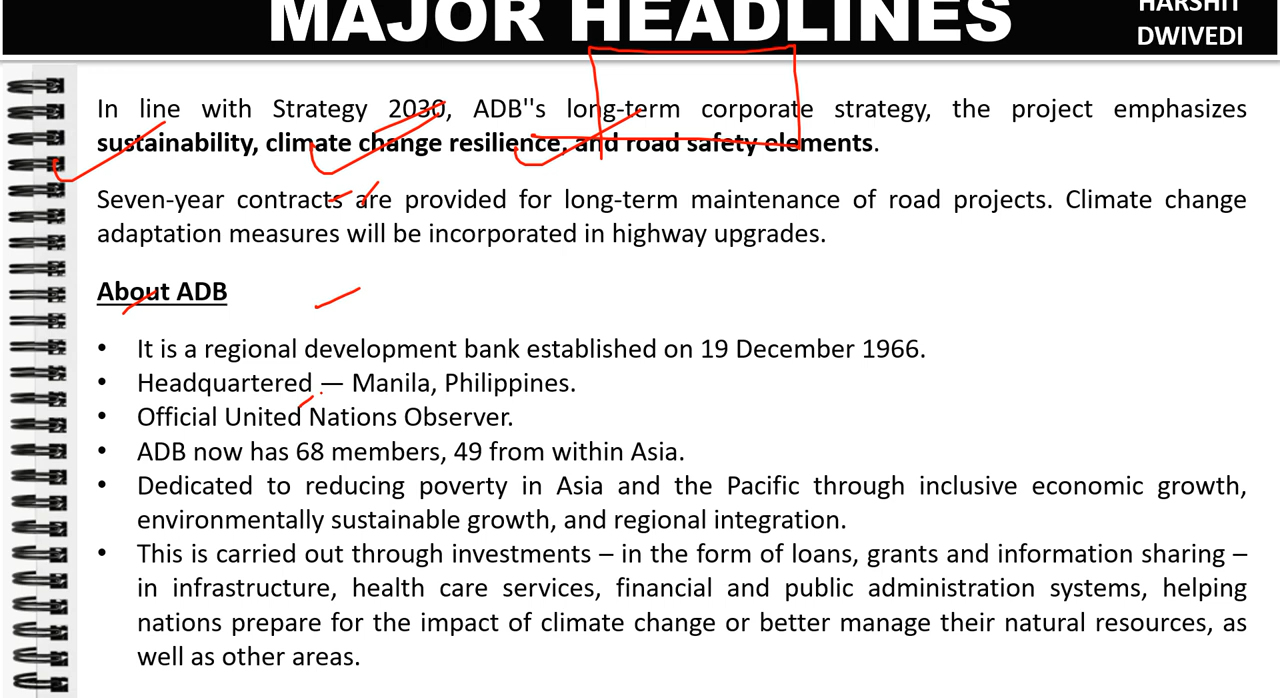 MAJOR HEADLINES
HARSHIT
DWIVEDI
In line with Strategy 2030, ADB''s long-term corporate strategy, the project emphasizes
sustainability, climate change resilience, and road safety elements.
Seven-year contracts are provided for long-term maintenance of road projects. Climate change
adaptation measures will be incorporated in highway upgrades.
About ADB
• It is a regional development bank established on 19 December 1966.
• Headquartered — Manila, Philippines.
• Official United Nations Observer.
• ADB now has 68 members, 49 from within Asia.
• Dedicated to reducing poverty in Asia and the Pacific through inclusive economic growth,
environmentally sustainable growth, and regional integration.
• This is carried out through investments – in the form of loans, grants and information sharing –
in infrastructure, health care services, financial and public administration systems, helping
nations prepare for the impact of climate change or better manage their natural resources, as
well as other areas.